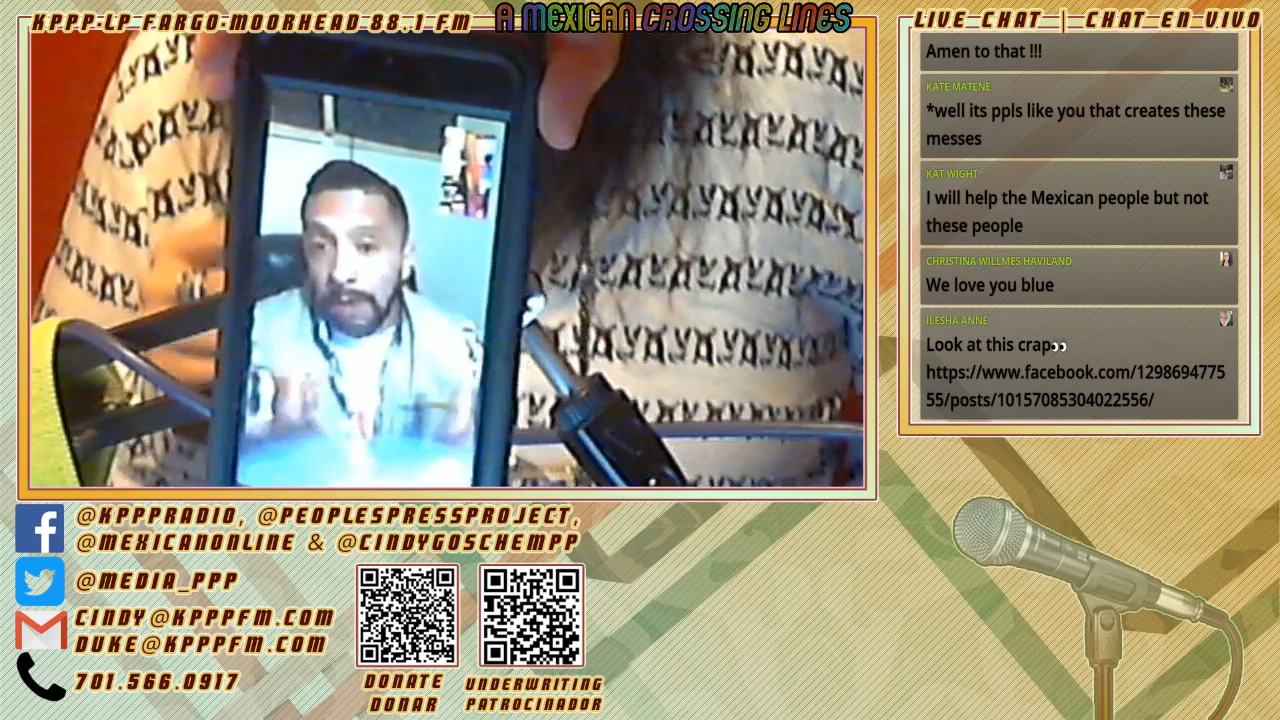 KPPP-LP FARGO-MOORHEAD 88.1 FM
A MEXICAN CROSSING LINES
LIVE CHAT | CHAT EN VIVO
Amen to that !!!
KATE MATENE
*well its ppls like you that creates these
messes
KAT WIGHT
I will help the Mexican people but not
these people
CHRISTINA WILLMES HAVILAND
We love you blue
ILESHA ANNE
Look at this crap👀
https://www.facebook.com/1298694775
55/posts/10157085304022556/
@KPPPRADIO, @PEOPLESPRESSPROJECT,
@MEXICANONLINE & @CINDYGOSCHEMPP
@MEDIA_PPP
CINDY@KPPPFM.COM
DUKE@KPPPFM.COM
701.566.0917
DONATE
DONAR
UNDERWRITING
PATROCINADOR